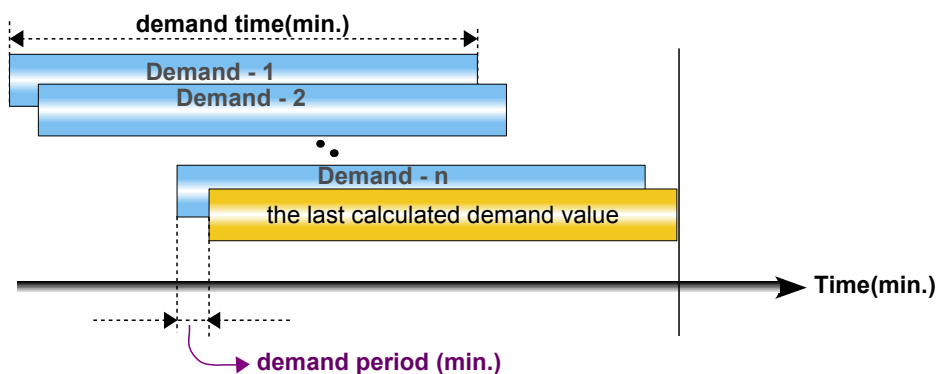 demand time(min.)
Demand - 1
Demand - 2
Demand - n
the last calculated demand value
Time(min.)
demand period (min.)